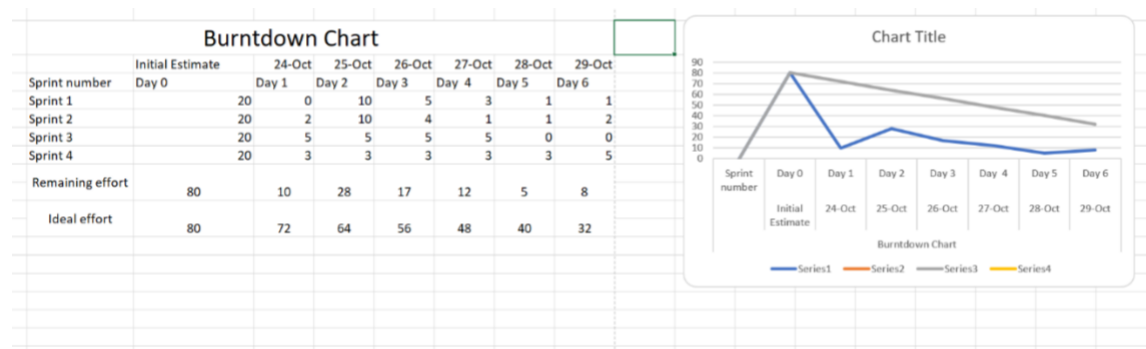 Burntdown Chart
Initial Estimate 24-Oct 25-Oct 26-Oct 27-Oct 28-Oct 29-Oct
Sprint number Day 0 Day 1 Day 2 Day 3 Day 4 Day 5 Day 6
Sprint 1 20 0 10 5 3 1 1
Sprint 2 20 2 10 4 1 1 2
Sprint 3 20 5 5 5 5 0 0
Sprint 4 20 3 3 3 3 3 5
Remaining effort 80 10 28 17 12 5 8
Ideal effort 80 72 64 56 48 40 32
Chart Title
90
80
70
60
50
40
30
20
10
0
Sprint number Day 0 Day 1 Day 2 Day 3 Day 4 Day 5 Day 6
Initial Estimate 24-Oct 25-Oct 26-Oct 27-Oct 28-Oct 29-Oct
Burntdown Chart
Series1 Series2 Series3 Series4